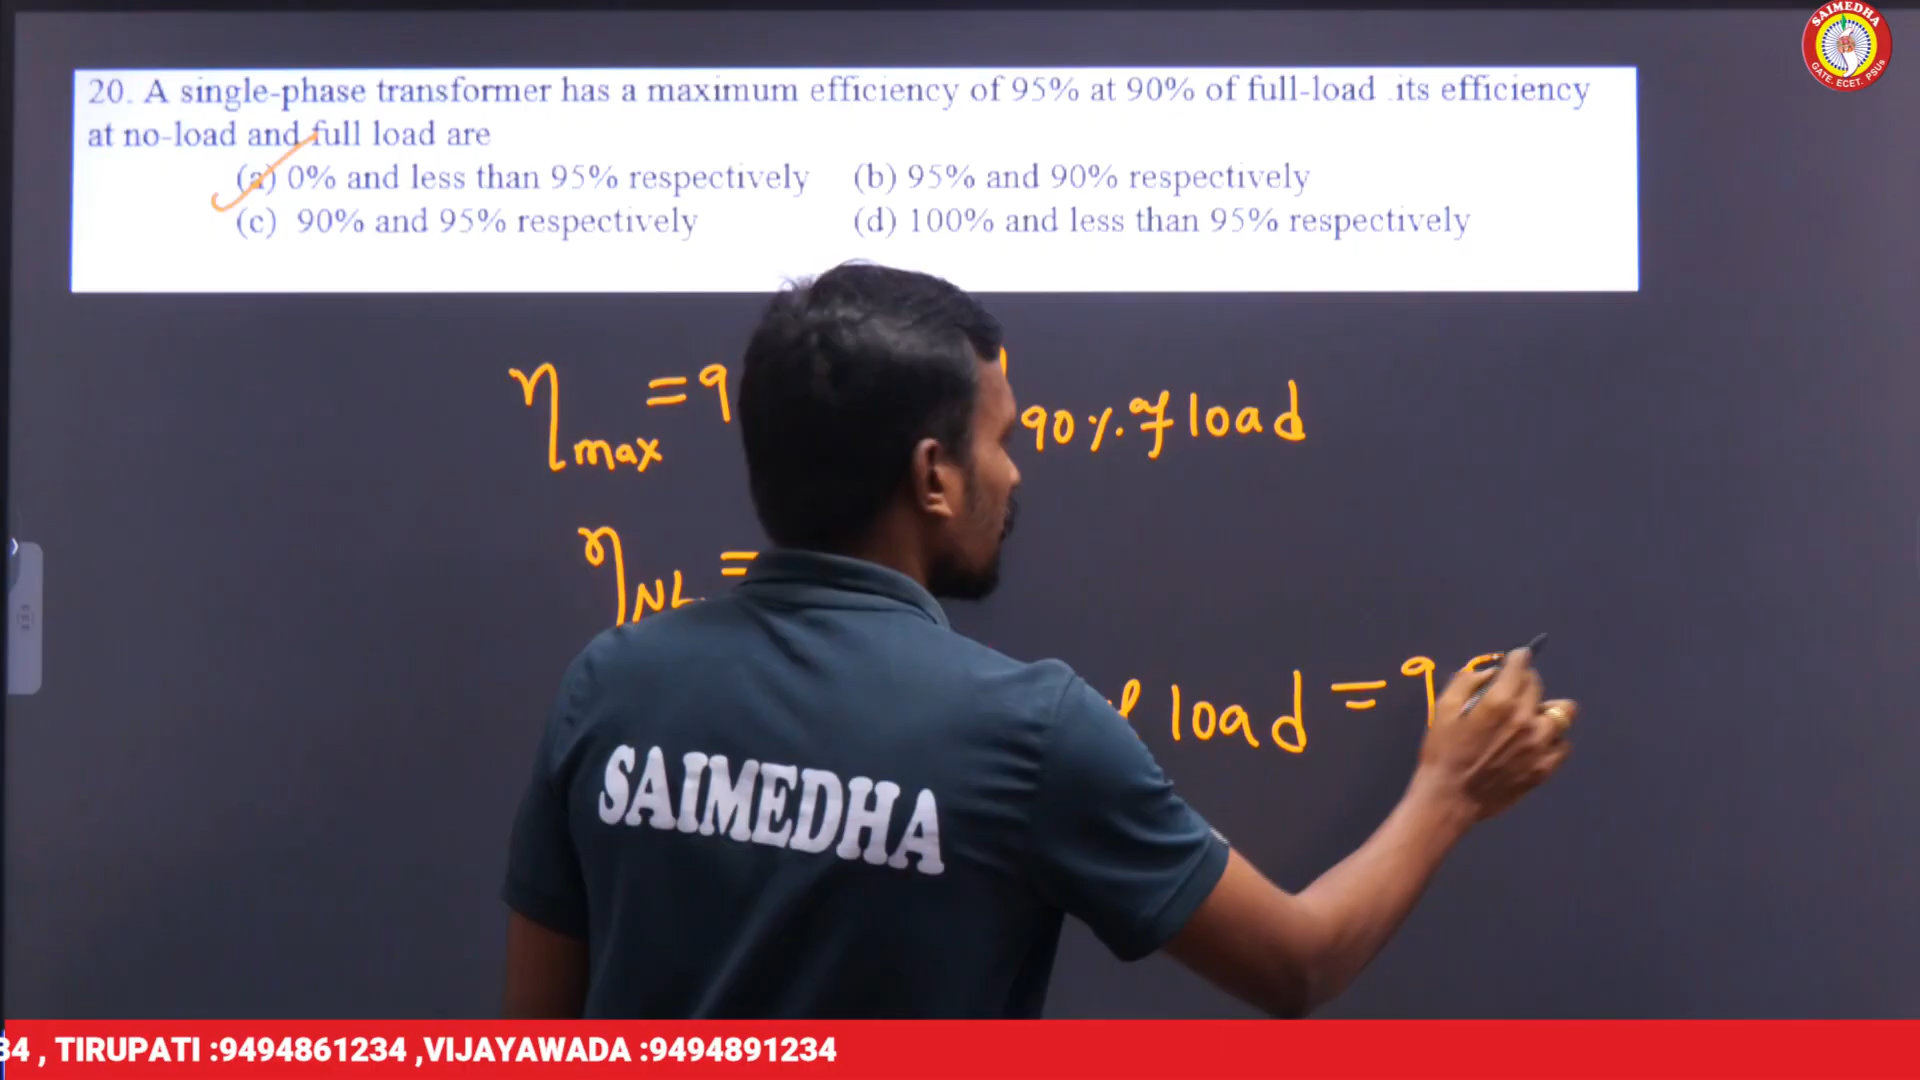 SAIMEDHA
GATE, ECET, PSUs
20. A single-phase transformer has a maximum efficiency of 95% at 90% of full-load .its efficiency
at no-load and full load are
(a) 0% and less than 95% respectively (b) 95% and 90% respectively
(c) 90% and 95% respectively (d) 100% and less than 95% respectively
η max = 9 90%. of load
η NL =
load = 9
SAIMEDHA
34 , TIRUPATI :9494861234 ,VIJAYAWADA :9494891234